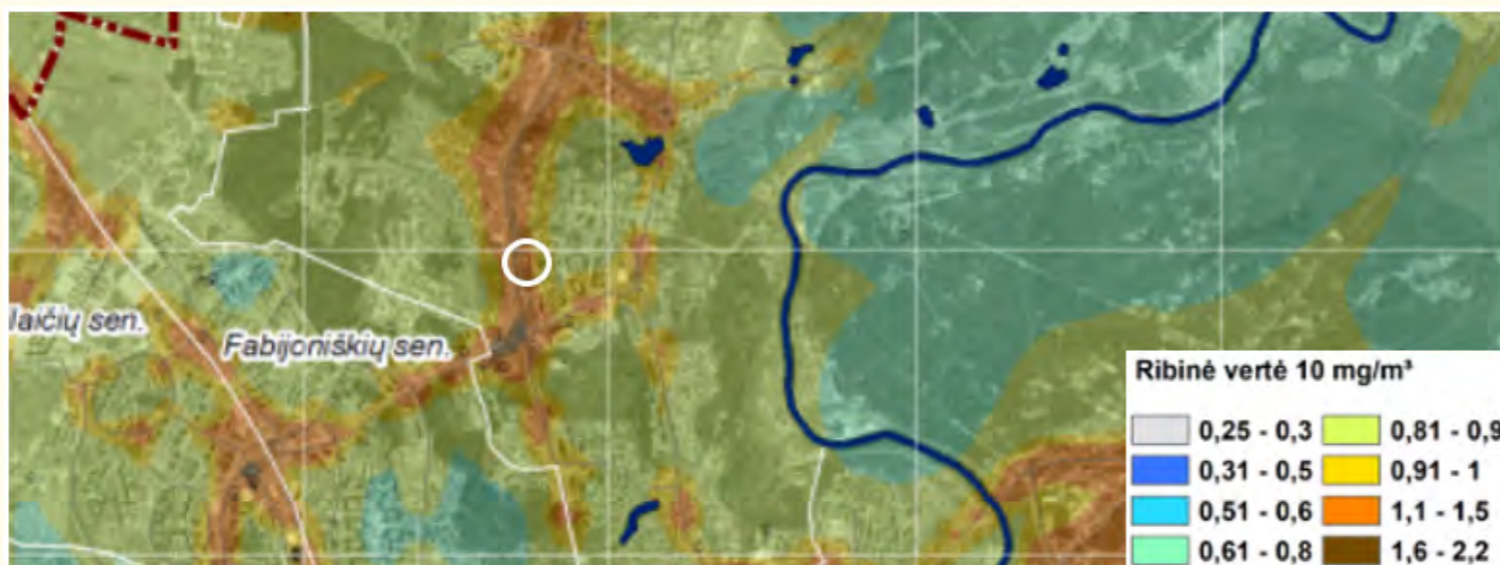 laičių sen.
Fabijoniškių sen.
Ribinė vertė 10 mg/m³
0,25 - 0,3 0,81 - 0,9
0,31 - 0,5 0,91 - 1
0,51 - 0,6 1,1 - 1,5
0,61 - 0,8 1,6 - 2,2